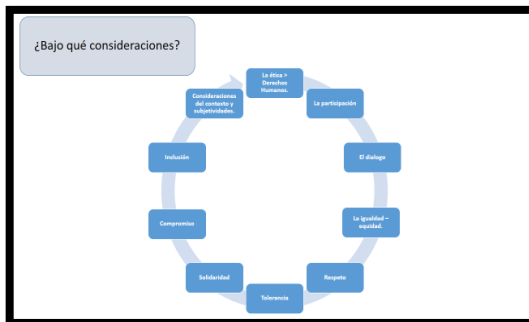 ¿Bajo qué consideraciones?
La ética >
Derechos
Humanos.
La participación
El dialogo
La igualdad –
equidad.
Respeto
Tolerancia
Solidaridad
Compromiso
Inclusión
Consideraciones
del contexto y
subjetividades.